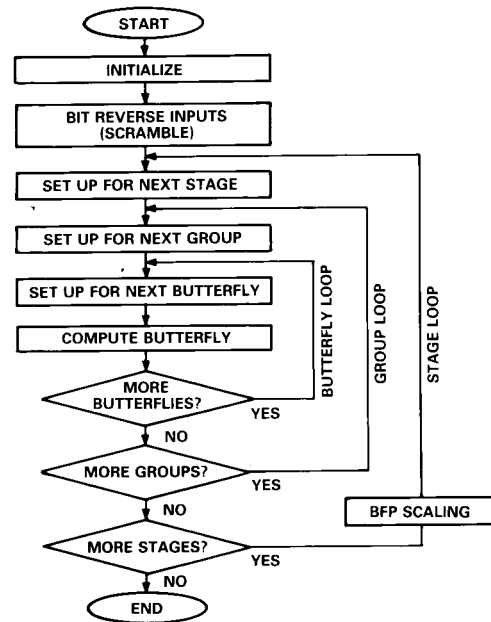 START
INITIALIZE
BIT REVERSE INPUTS
(SCRAMBLE)
SET UP FOR NEXT STAGE
SET UP FOR NEXT GROUP
SET UP FOR NEXT BUTTERFLY
COMPUTE BUTTERFLY
MORE
BUTTERFLIES?
YES
NO
MORE GROUPS?
YES
NO
MORE STAGES?
YES
NO
END
BUTTERFLY LOOP
GROUP LOOP
STAGE LOOP
BFP SCALING